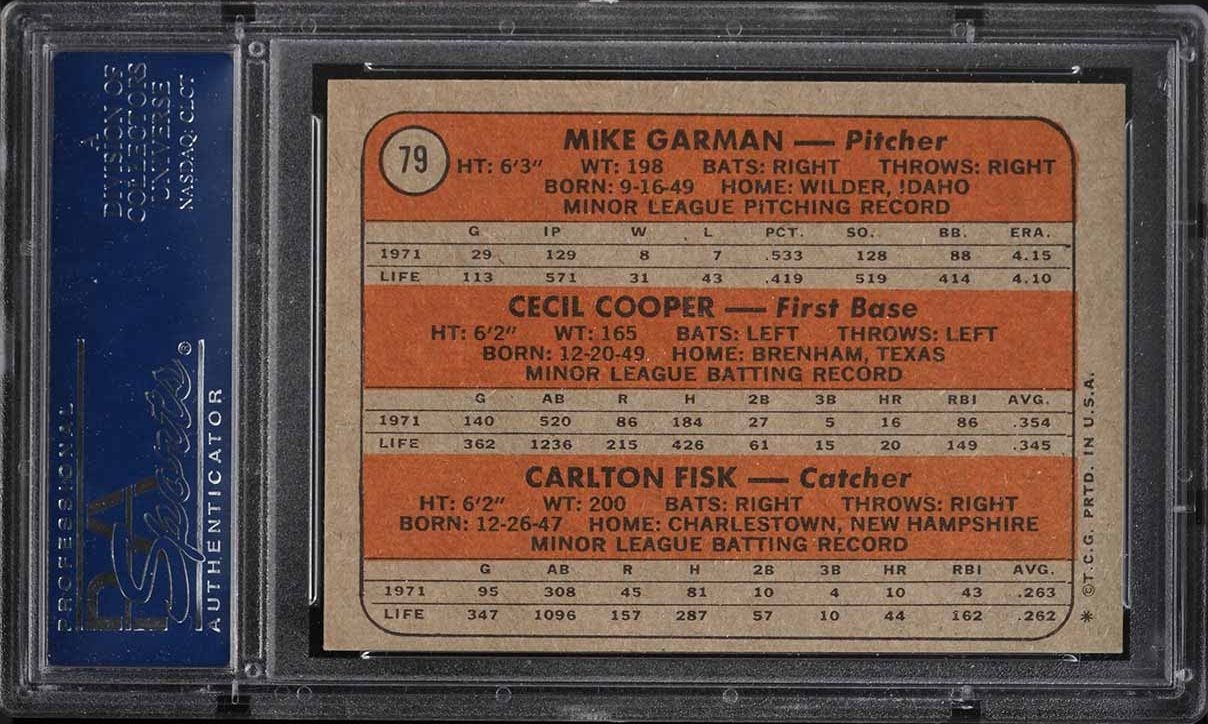 A
DIVISION OF
COLLECTORS
UNIVERSE
NASDAQ: CLCT
PROFESSIONAL
PSA
Sports®
AUTHENTICATOR
79
MIKE GARMAN — Pitcher
HT: 6'3" WT: 198 BATS: RIGHT THROWS: RIGHT
BORN: 9-16-49 HOME: WILDER, IDAHO
MINOR LEAGUE PITCHING RECORD
G IP W L PCT. SO. BB. ERA.
1971 29 129 8 7 .533 128 88 4.15
LIFE 113 571 31 43 .419 519 414 4.10
CECIL COOPER — First Base
HT: 6'2" WT: 165 BATS: LEFT THROWS: LEFT
BORN: 12-20-49 HOME: BRENHAM, TEXAS
MINOR LEAGUE BATTING RECORD
G AB R H 2B 3B HR RBI AVG.
1971 140 520 86 184 27 5 16 86 .354
LIFE 362 1236 215 426 61 15 20 149 .345
CARLTON FISK — Catcher
HT: 6'2" WT: 200 BATS: RIGHT THROWS: RIGHT
BORN: 12-26-47 HOME: CHARLESTOWN, NEW HAMPSHIRE
MINOR LEAGUE BATTING RECORD
G AB R H 2B 3B HR RBI AVG.
1971 95 308 45 81 10 4 10 43 .263
LIFE 347 1096 157 287 57 10 44 162 .262
* ©T.C.G. PRTD. IN U.S.A.